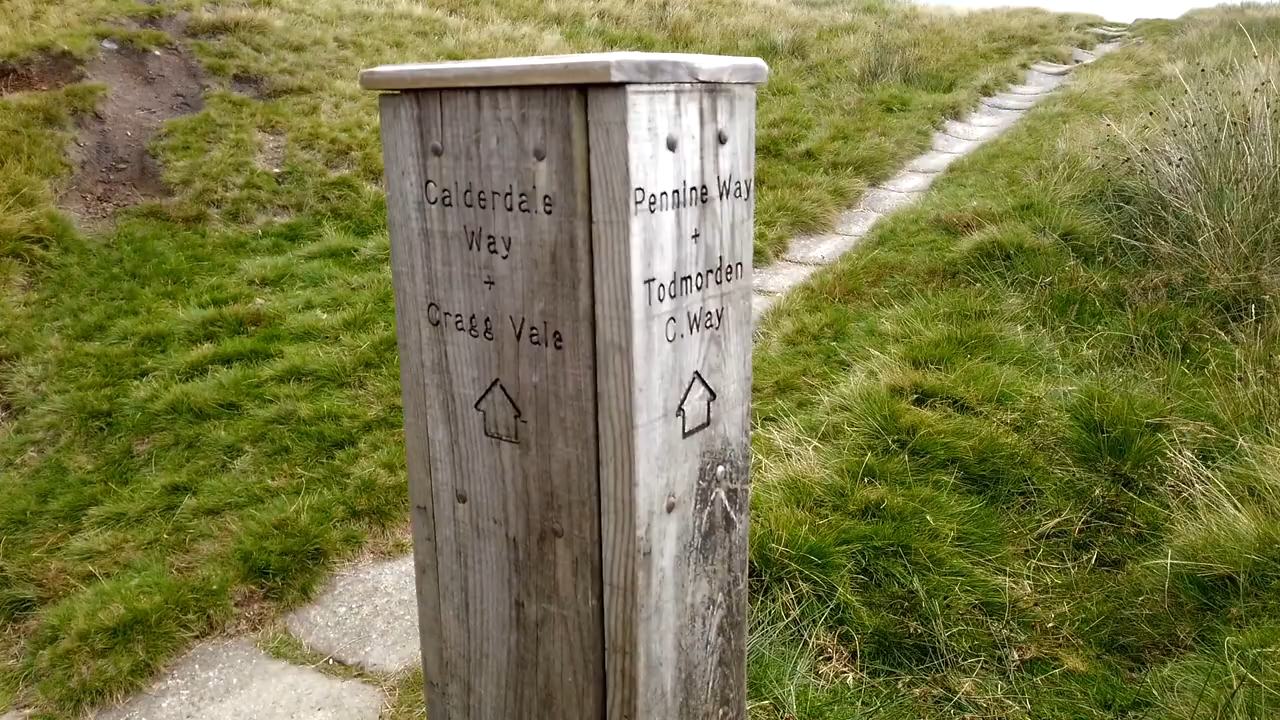 Calderdale
Way
+
Cragg Vale
Pennine Way
+
Todmorden
C.Way